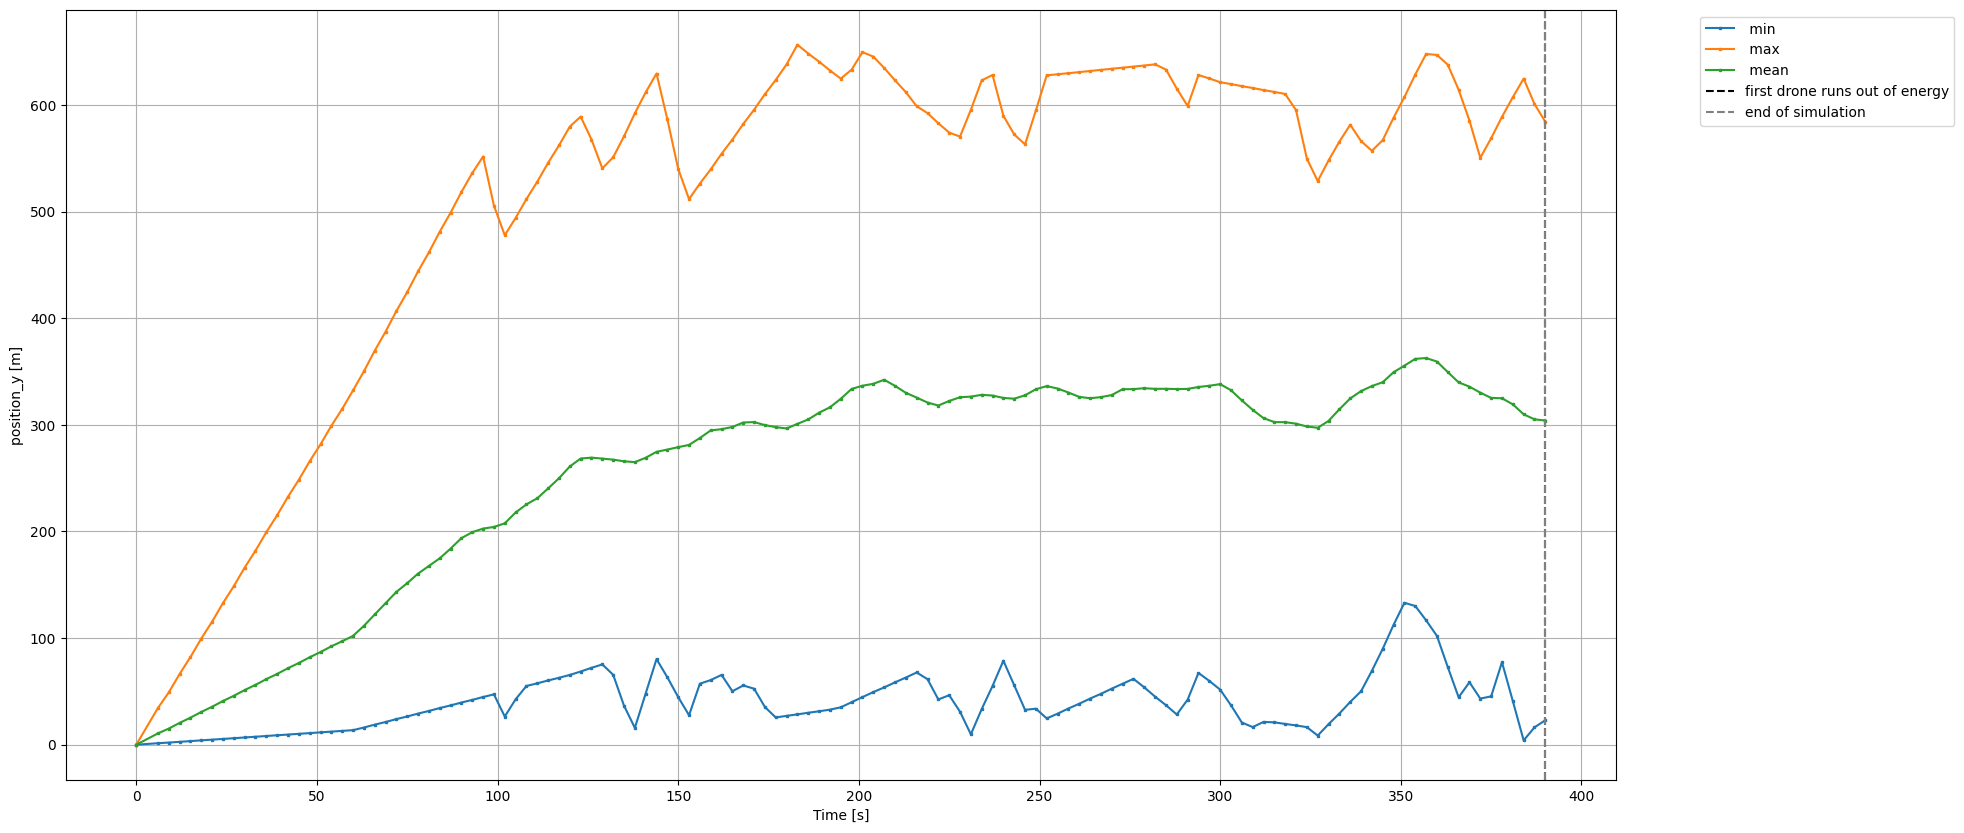 min
max
mean
first drone runs out of energy
end of simulation
600
500
400
300
200
100
0
position_y [m]
0 50 100 150 200 250 300 350 400
Time [s]